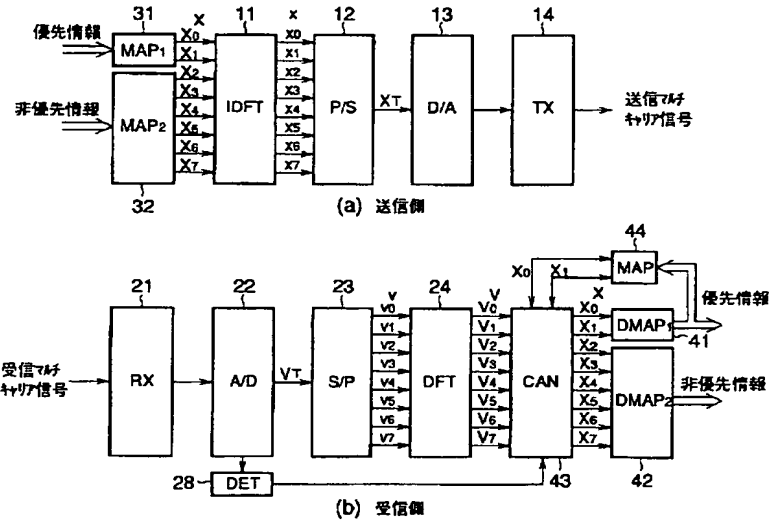 31 X 11 x 12 13 14
優先情報
MAP1
X0
X1
X2
X3
X4
X5
X6
X7
非優先情報
MAP2
32
IDFT
x0
x1
x2
x3
x4
x5
x6
x7
P/S
XT
D/A
TX
送信マルチ
キャリア信号
(a) 送信側
44
X0
X1
MAP
21 22 23 v 24 V X
優先情報
受信マルチ
キャリア信号
RX
A/D
VT
S/P
v0
v1
v2
v3
v4
v5
v6
v7
DFT
V0
V1
V2
V3
V4
V5
V6
V7
CAN
X0
X1
X2
X3
X4
X5
X6
X7
DMAP1
41
DMAP2
非優先情報
28
DET
43
42
(b) 受信側